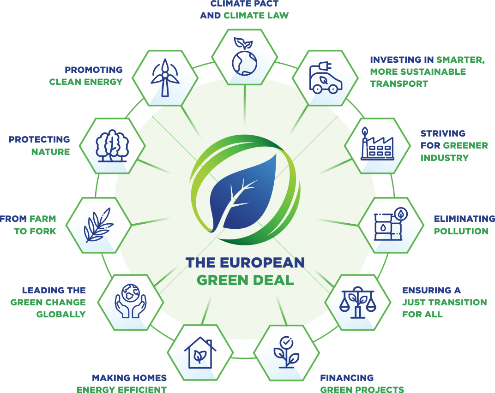 CLIMATE PACT
AND CLIMATE LAW
INVESTING IN SMARTER,
MORE SUSTAINABLE
TRANSPORT
STRIVING
FOR GREENER
INDUSTRY
ELIMINATING
POLLUTION
ENSURING A
JUST TRANSITION
FOR ALL
FINANCING
GREEN PROJECTS
MAKING HOMES
ENERGY EFFICIENT
LEADING THE
GREEN CHANGE
GLOBALLY
FROM FARM
TO FORK
PROTECTING
NATURE
PROMOTING
CLEAN ENERGY
THE EUROPEAN
GREEN DEAL